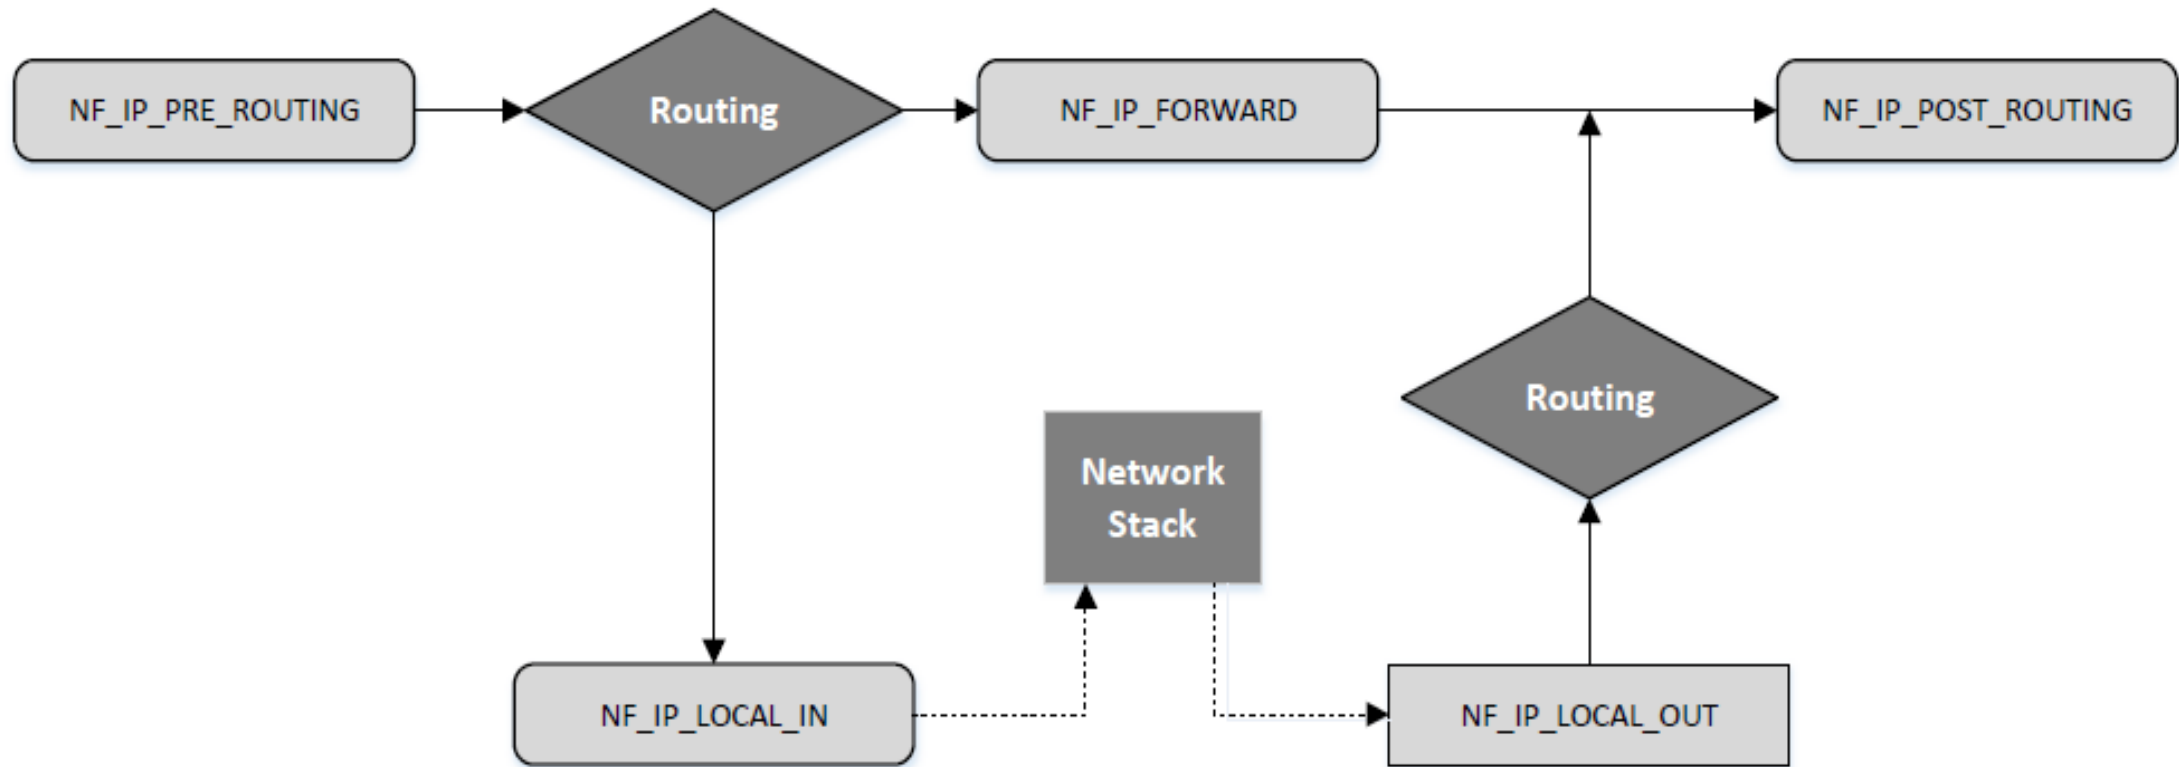 NF_IP_PRE_ROUTING
Routing
NF_IP_FORWARD
NF_IP_POST_ROUTING
Routing
Network
Stack
NF_IP_LOCAL_IN
NF_IP_LOCAL_OUT